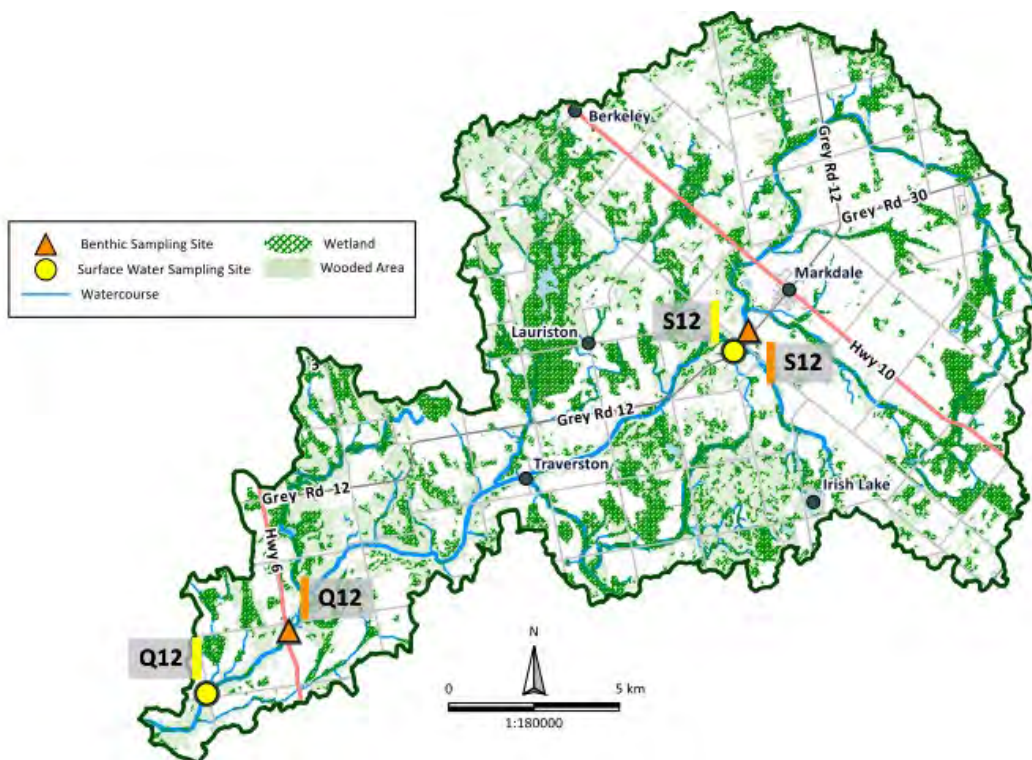 Berkeley
Grey Rd 12
Grey Rd 30
Benthic Sampling Site
Wetland
Surface Water Sampling Site
Wooded Area
Watercourse
Markdale
S12
Lauriston
S12
Hwy 10
3
Grey Rd 12
Traverston
Grey Rd 12
Irish Lake
Hwy 6
Q12
Q12
N
0 5 km
1:180000